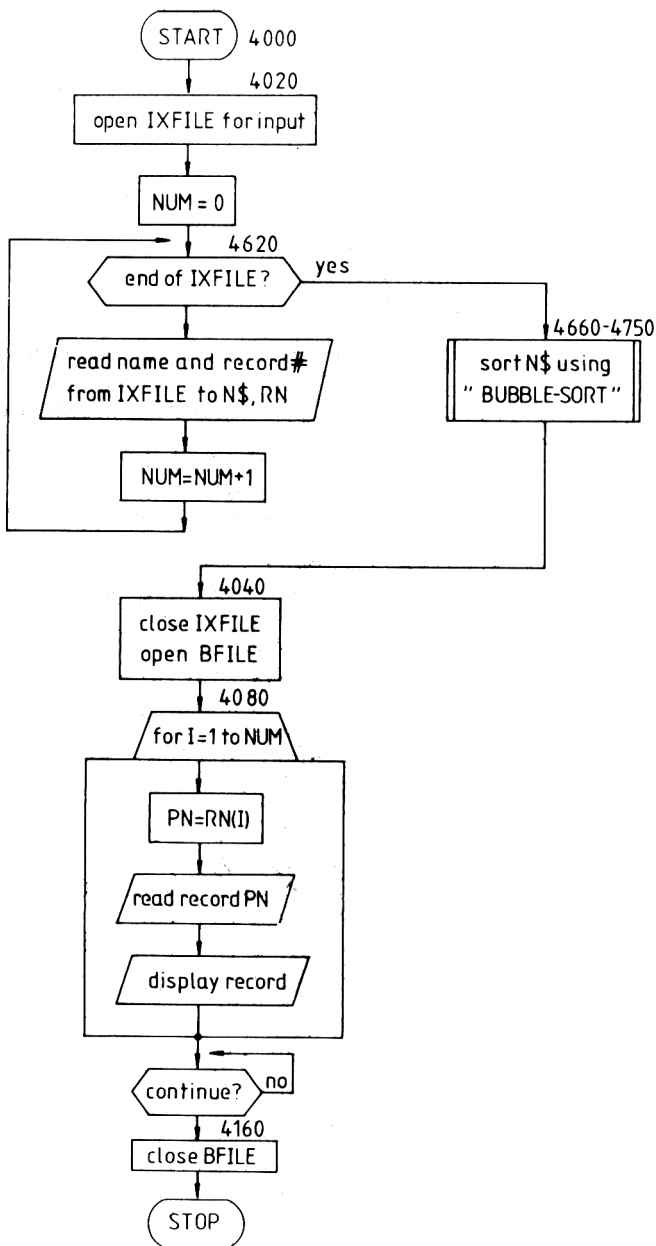 START 4000
4020
open IXFILE for input
NUM = 0
4620
end of IXFILE?
yes
4660-4750
read name and record#
from IXFILE to N$, RN
sort N$ using
" BUBBLE-SORT "
NUM=NUM+1
4040
close IXFILE
open BFILE
4080
for I=1 to NUM
PN=RN(I)
read record PN
display record
continue?
no
4160
close BFILE
STOP